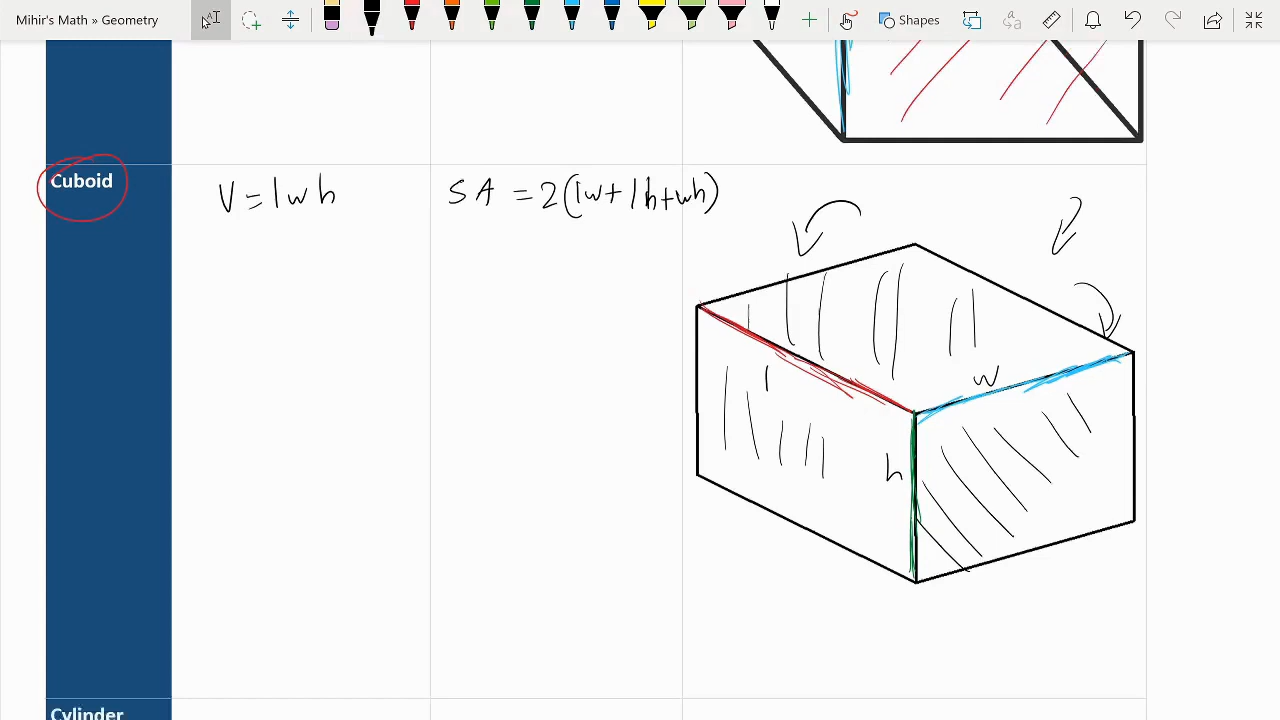 Mihir's Math » Geometry
Shapes
Cuboid
V = lwh
SA = 2(lw+lh+wh)
l
w
h
Cylinder